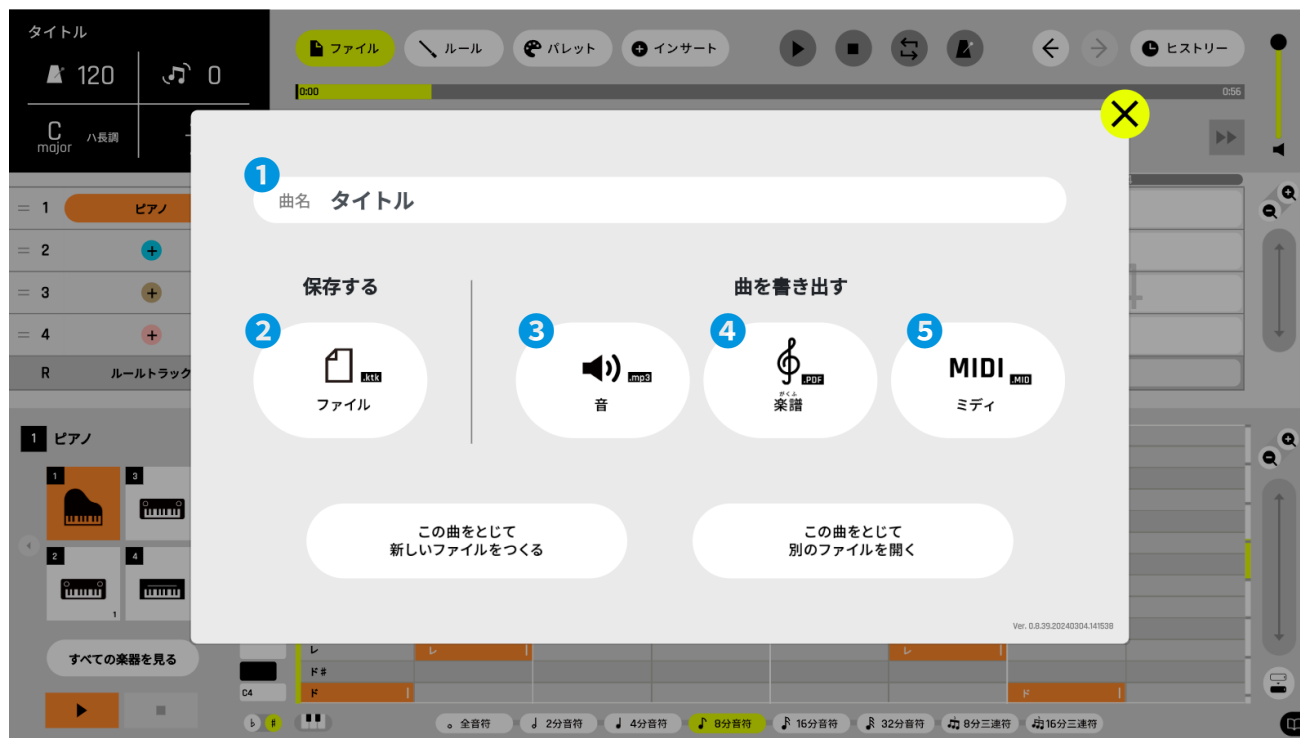 タイトル
120
0
C
major
ハ長調
ファイル
ルール
パレット
インサート
ヒストリー
0:00
0:56
1
曲名 タイトル
保存する
曲を書き出す
2
.ktk
ファイル
3
.mp3
音
4
.PDF
がくふ
楽譜
5
MIDI
.MID
ミディ
この曲をとじて
新しいファイルをつくる
この曲をとじて
別のファイルを開く
Ver. 0.8.39.20240304.141538
1 ピアノ
2
3
4
R ルールトラック
1 ピアノ
1
3
2
4
1
すべての楽器を見る
レ
レ
レ
ド#
C4
ド
ド
ド
♭
#
全音符
2分音符
4分音符
8分音符
16分音符
32分音符
8分三連符
16分三連符